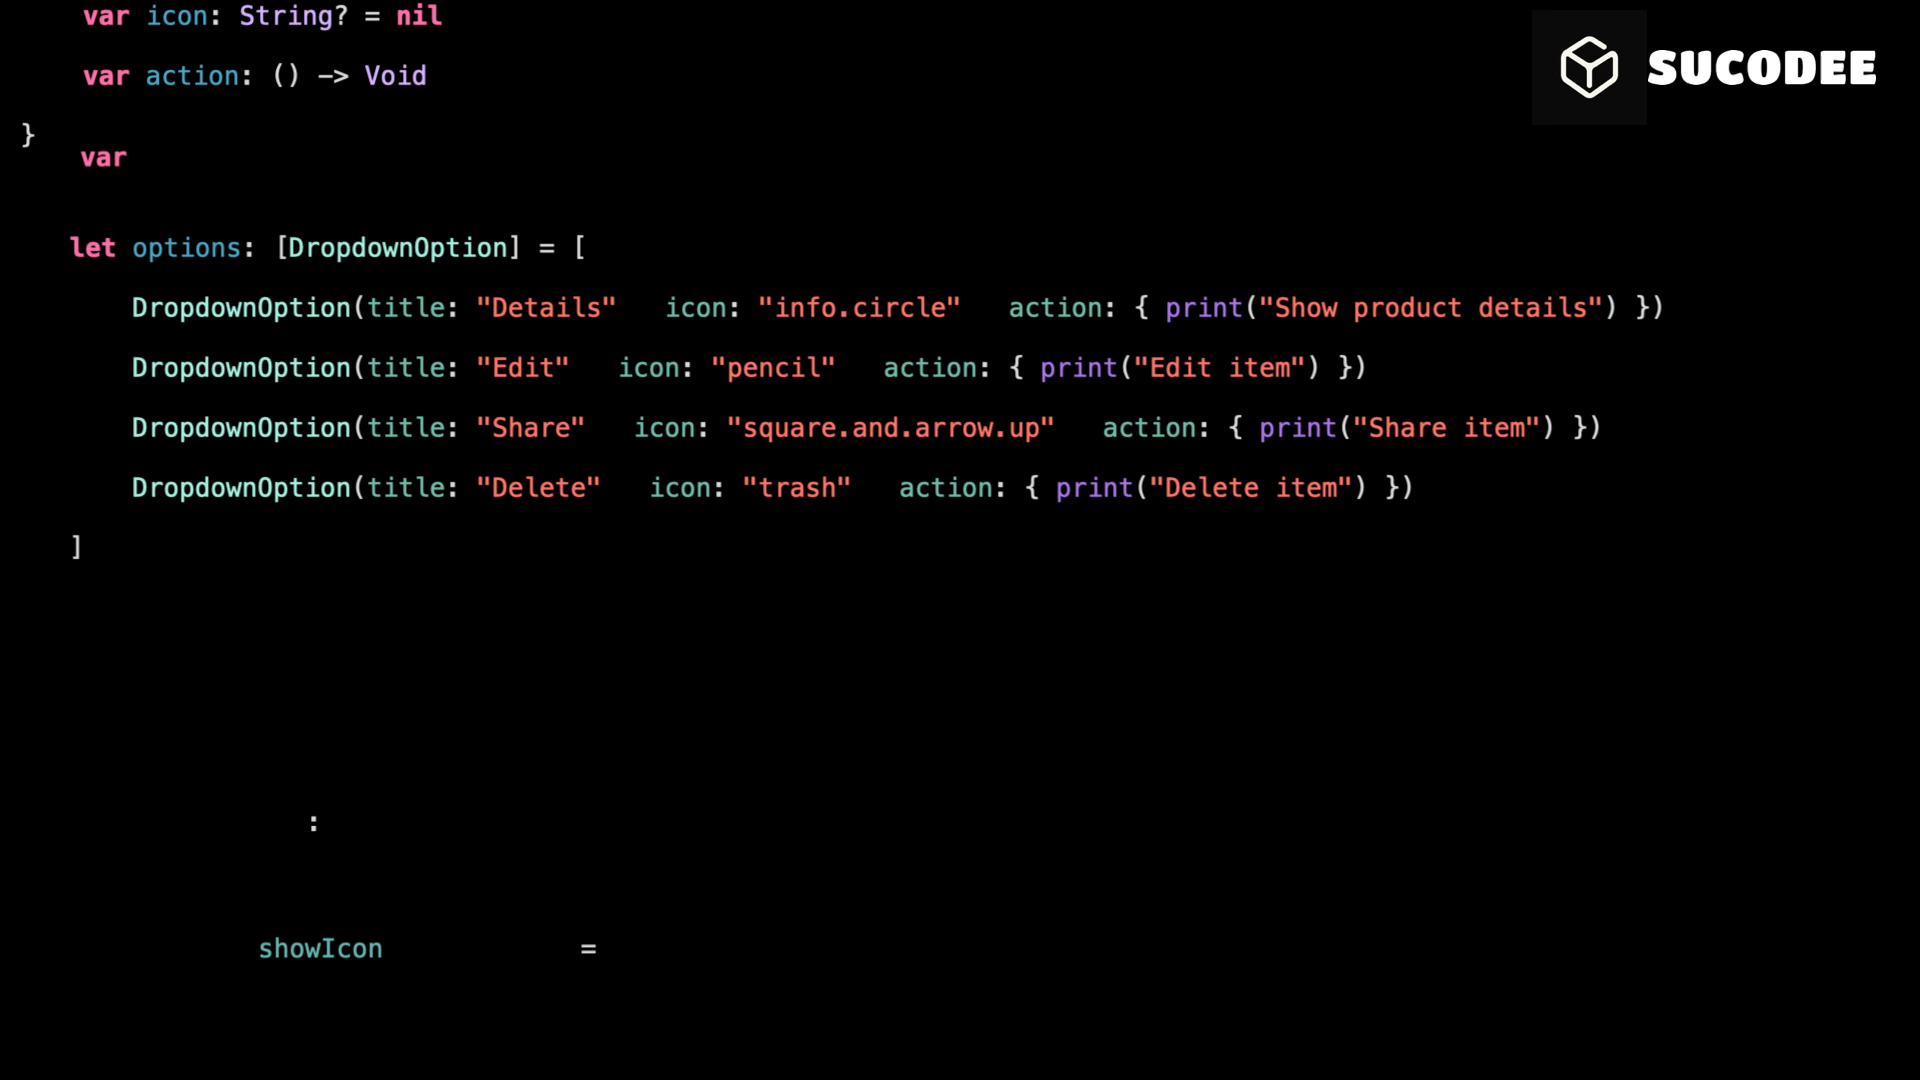 var icon: String? = nil
SUCODEE
var action: () -> Void
}
var
let options: [DropdownOption] = [
DropdownOption(title: "Details" icon: "info.circle" action: { print("Show product details") })
DropdownOption(title: "Edit" icon: "pencil" action: { print("Edit item") })
DropdownOption(title: "Share" icon: "square.and.arrow.up" action: { print("Share item") })
DropdownOption(title: "Delete" icon: "trash" action: { print("Delete item") })
]
:
showIcon =